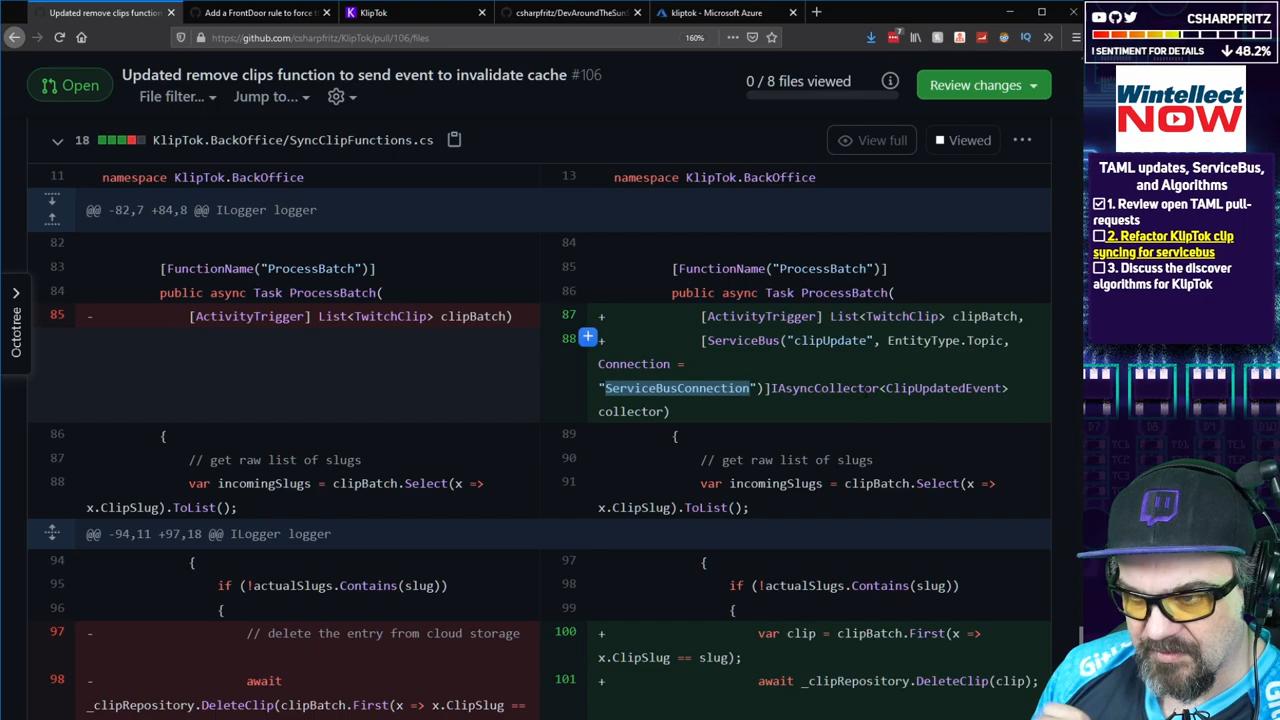 Updated remove clips function
Add a FrontDoor rule to force t
KlipTok
csharpfritz/DevAroundTheSun
kliptok - Microsoft Azure
https://github.com/csharpfritz/KlipTok/pull/106/files
160%
Open
Updated remove clips function to send event to invalidate cache #106
File filter...
Jump to...
0 / 8 files viewed
Review changes
18 KlipTok.BackOffice/SyncClipFunctions.cs
View full
Viewed
11 namespace KlipTok.BackOffice
13 namespace KlipTok.BackOffice
@@ -82,7 +84,8 @@ ILogger logger
82
84
83 [FunctionName("ProcessBatch")]
85 [FunctionName("ProcessBatch")]
84 public async Task ProcessBatch(
86 public async Task ProcessBatch(
85 - [ActivityTrigger] List<TwitchClip> clipBatch)
87 + [ActivityTrigger] List<TwitchClip> clipBatch,
88 + [ServiceBus("clipUpdate", EntityType.Topic,
Connection =
"ServiceBusConnection")]IAsyncCollector<ClipUpdatedEvent>
collector)
86 {
89 {
87 // get raw list of slugs
90 // get raw list of slugs
88 var incomingSlugs = clipBatch.Select(x =>
x.ClipSlug).ToList();
91 var incomingSlugs = clipBatch.Select(x =>
x.ClipSlug).ToList();
@@ -94,11 +97,18 @@ ILogger logger
94 {
97 {
95 if (!actualSlugs.Contains(slug))
98 if (!actualSlugs.Contains(slug))
96 {
99 {
97 - // delete the entry from cloud storage
100 + var clip = clipBatch.First(x =>
x.ClipSlug == slug);
98 - await
_clipRepository.DeleteClip(clipBatch.First(x => x.ClipSlug ==
101 + await _clipRepository.DeleteClip(clip);
Octotree
CSHARPFRITZ
! SENTIMENT FOR DETAILS
48.2%
Wintellect
NOW
TAML updates, ServiceBus,
and Algorithms
1. Review open TAML pull-
requests
2. Refactor KlipTok clip
syncing for servicebus
3. Discuss the discover
algorithms for KlipTok